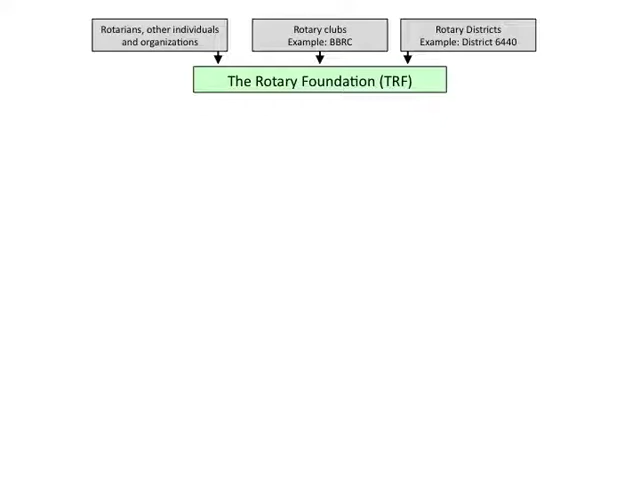 Rotarians, other individuals
and organizations
Rotary clubs
Example: BBRC
Rotary Districts
Example: District 6440
The Rotary Foundation (TRF)